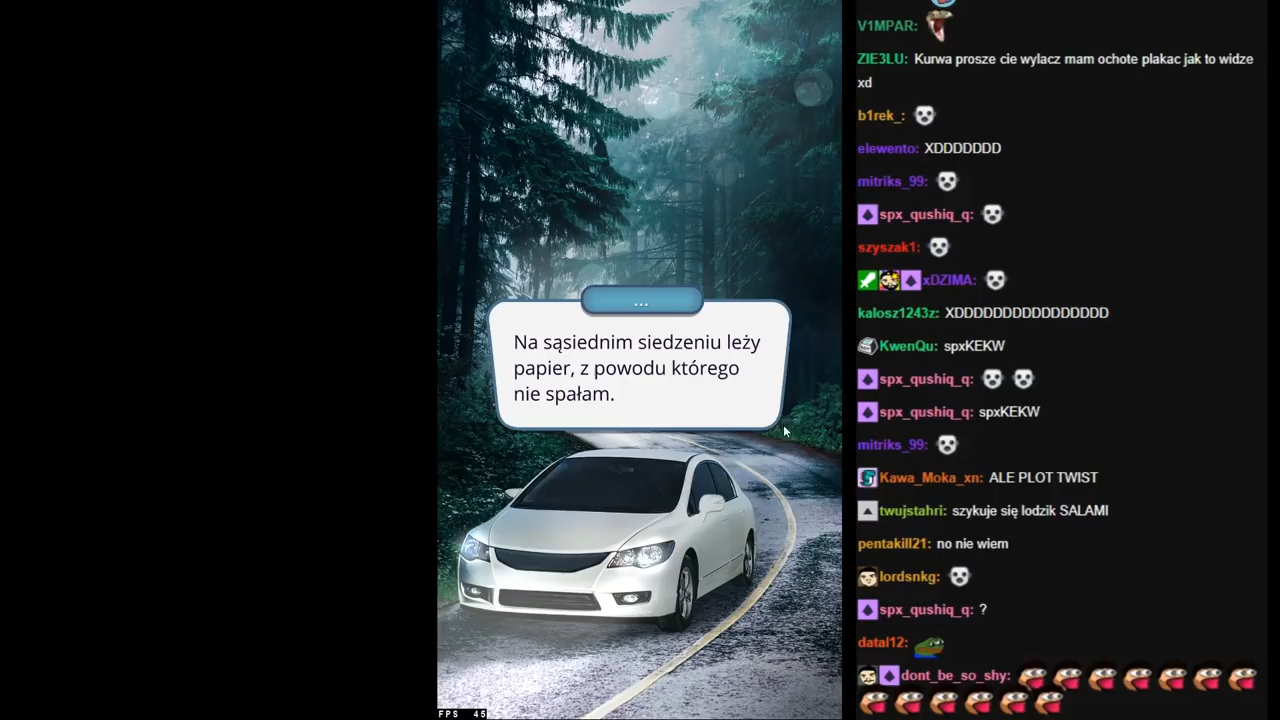 ...
Na sąsiednim siedzeniu leży
papier, z powodu którego
nie spałam.
FPS 45
V1MPAR:
ZIE3LU: Kurwa prosze cie wylacz mam ochote plakac jak to widze
xd
b1rek_:
elewento: XDDDDDDD
mitriks_99:
spx_qushiq_q:
szyszak1:
xDZIMA:
kalosz1243z: XDDDDDDDDDDDDDDDD
KwenQu: spxKEKW
spx_qushiq_q:
spx_qushiq_q: spxKEKW
mitriks_99:
Kawa_Moka_xn: ALE PLOT TWIST
twujstahri: szykuje się lodzik SALAMI
pentakill21: no nie wiem
lordsnkg:
spx_qushiq_q: ?
datal12:
dont_be_so_shy: